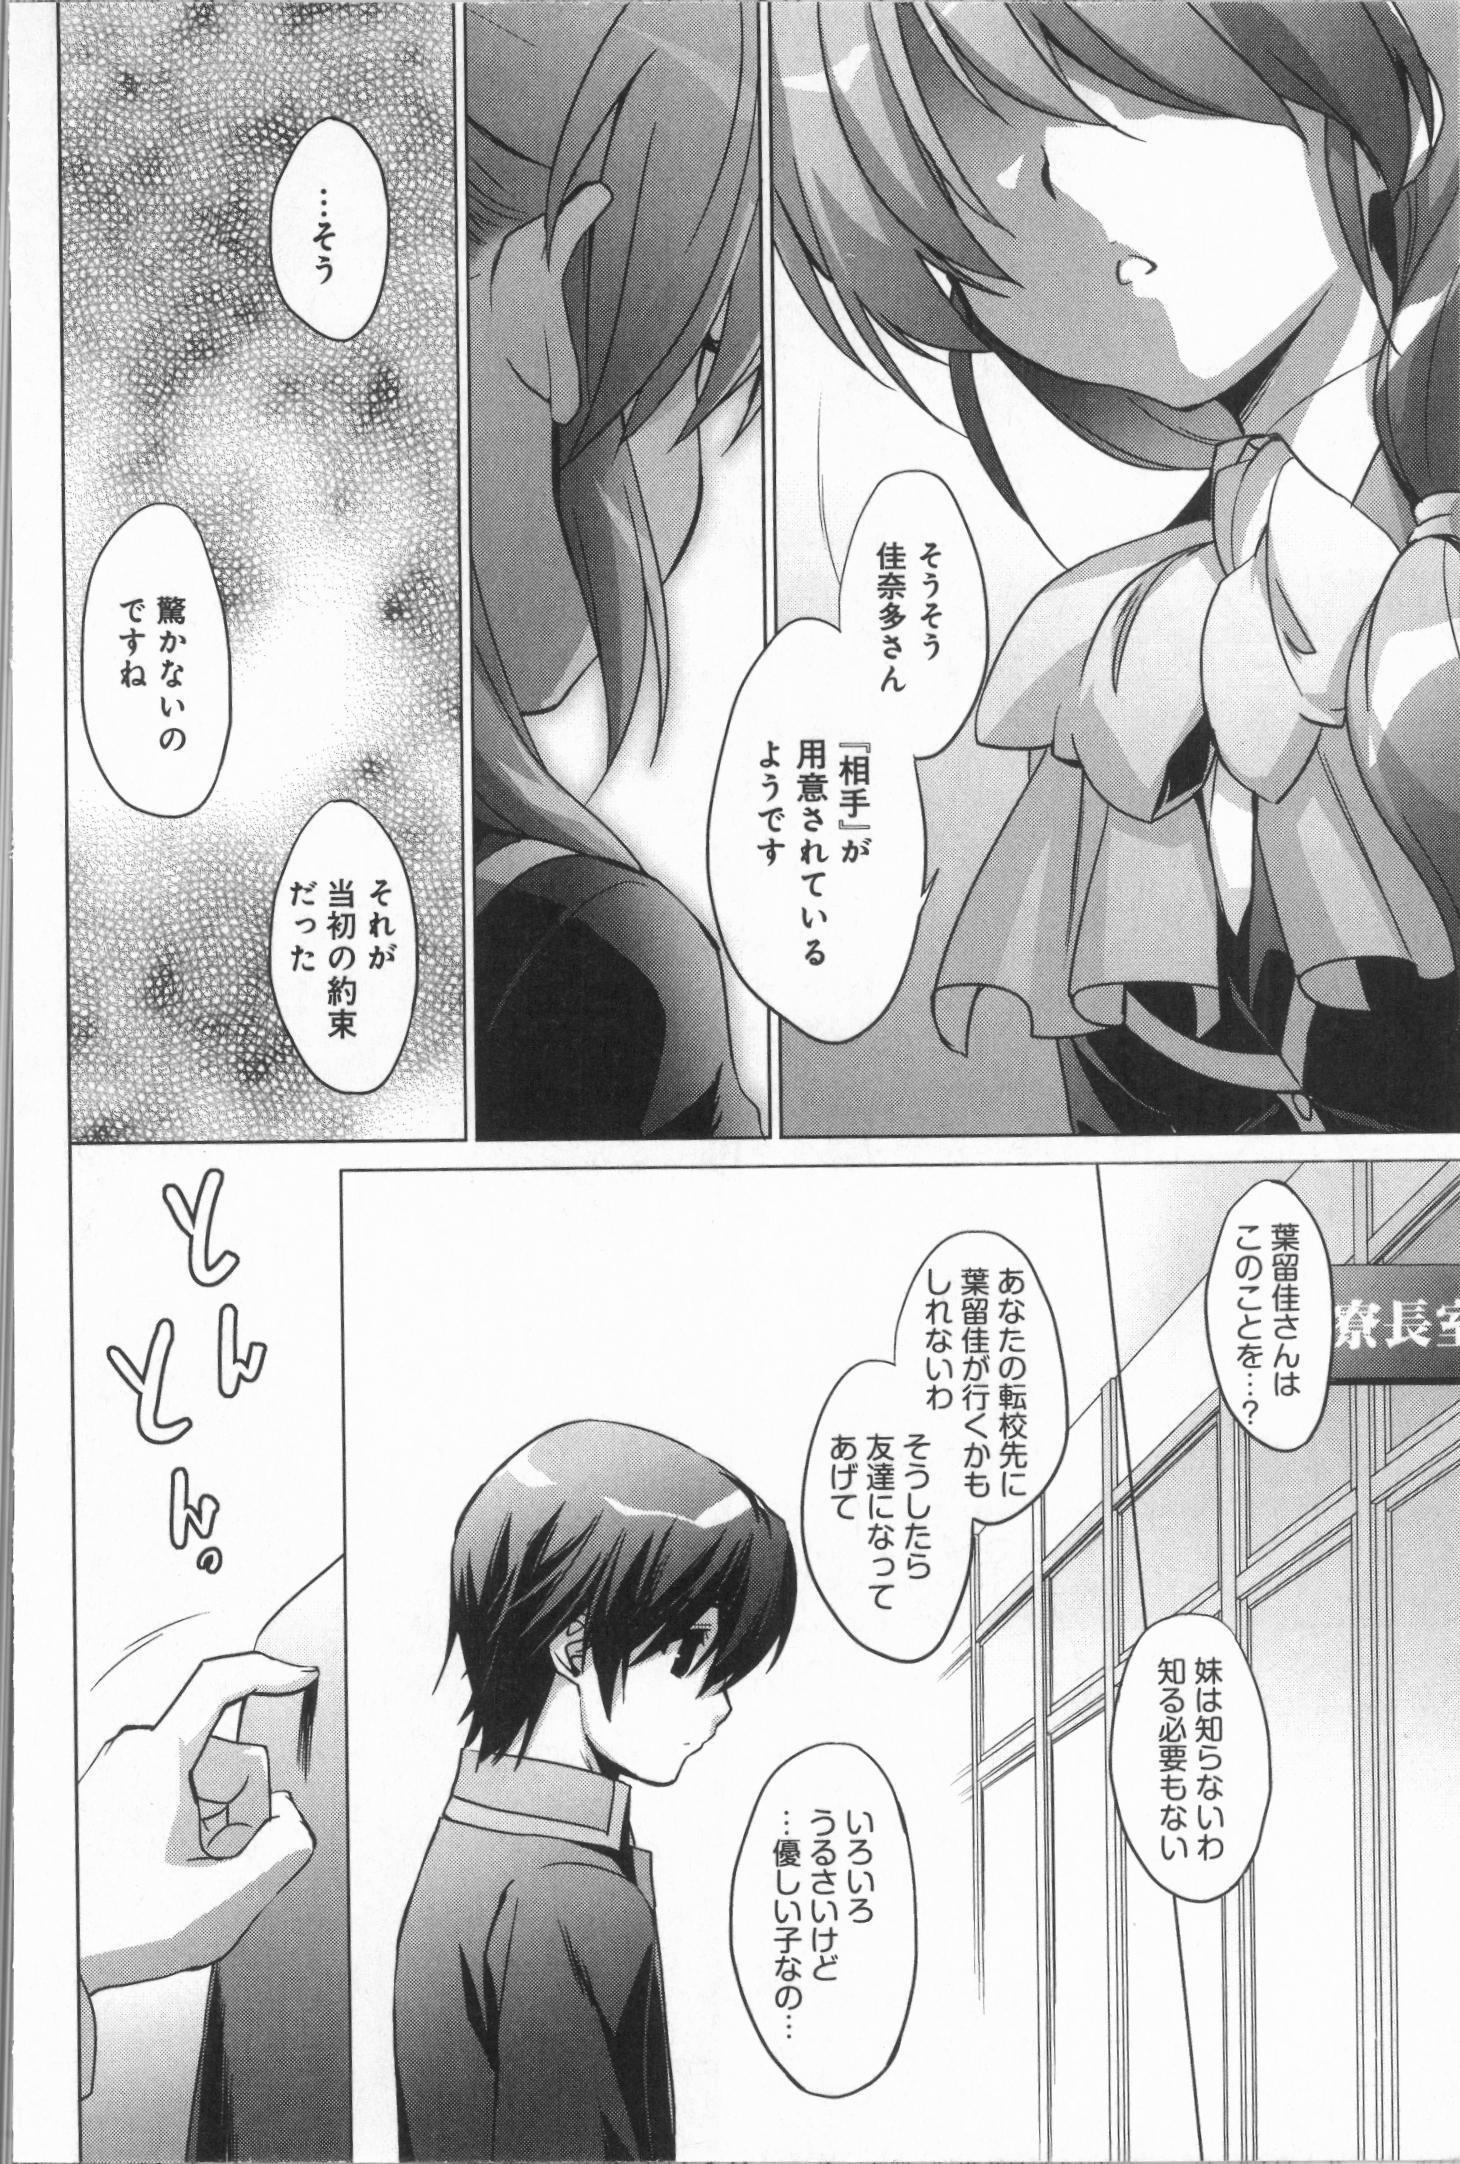 そうそう
佳奈多さん
『相手』が
用意されている
ようです
…そう
驚かないの
ですね
それが
当初の約束
だった
寮長室
葉留佳さんは
このことを…?
妹は知らないわ
知る必要もない
あなたの転校先に
葉留佳が行くかも
しれないわ
そうしたら
友達になって
あげて
いろいろ
うるさいけど
…優しい子なの…
とん
とんっ